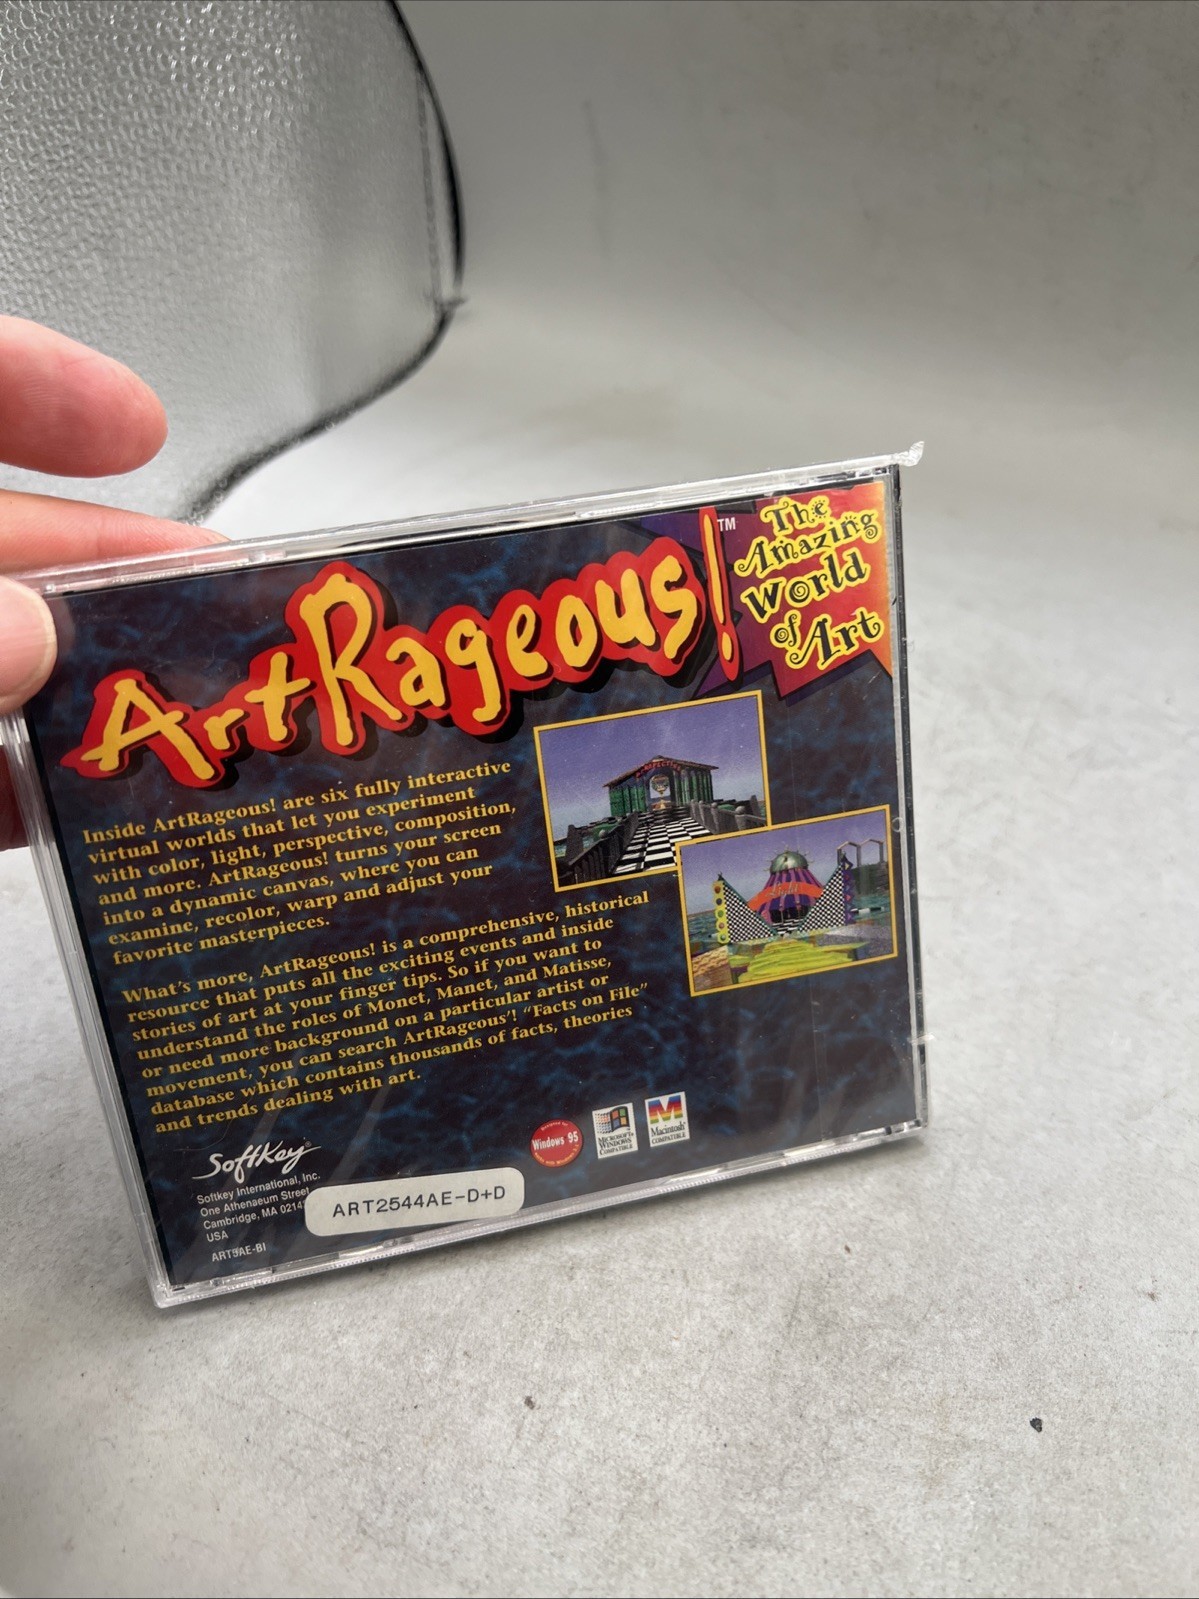 ArtRageous!™
The
Amazing
World
of Art
Inside ArtRageous! are six fully interactive
virtual worlds that let you experiment
with color, light, perspective, composition,
and more. ArtRageous! turns your screen
into a dynamic canvas, where you can
examine, recolor, warp and adjust your
favorite masterpieces.
What's more, ArtRageous! is a comprehensive, historical
resource that puts all the exciting events and inside
stories of art at your finger tips. So if you want to
understand the roles of Monet, Manet, and Matisse,
or need more background on a particular artist or
movement, you can search ArtRageous'! "Facts on File"
database which contains thousands of facts, theories
and trends dealing with art.
PERSPECTIVE
SoftKey®
Softkey International, Inc.
One Athenaeum Street
Cambridge, MA 0214
USA
ART5AE-BI
ART2544AE-D+D
Designed for
Windows 95
MICROSOFT®
WINDOWS™
COMPATIBLE
Macintosh®
COMPATIBLE